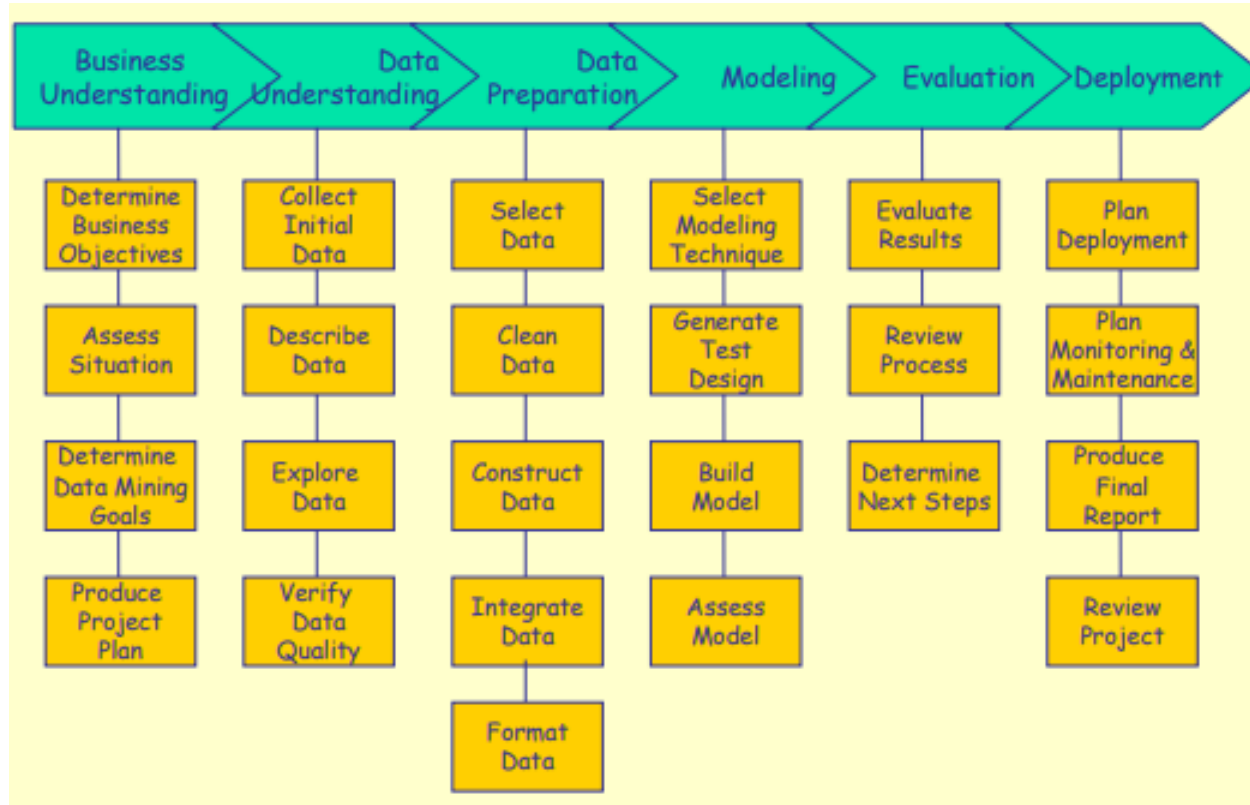 Business
Understanding
Data
Understanding
Data
Preparation
Modeling
Evaluation
Deployment
Determine
Business
Objectives
Assess
Situation
Determine
Data Mining
Goals
Produce
Project
Plan
Collect
Initial
Data
Describe
Data
Explore
Data
Verify
Data
Quality
Select
Data
Clean
Data
Construct
Data
Integrate
Data
Format
Data
Select
Modeling
Technique
Generate
Test
Design
Build
Model
Assess
Model
Evaluate
Results
Review
Process
Determine
Next Steps
Plan
Deployment
Plan
Monitoring &
Maintenance
Produce
Final
Report
Review
Project